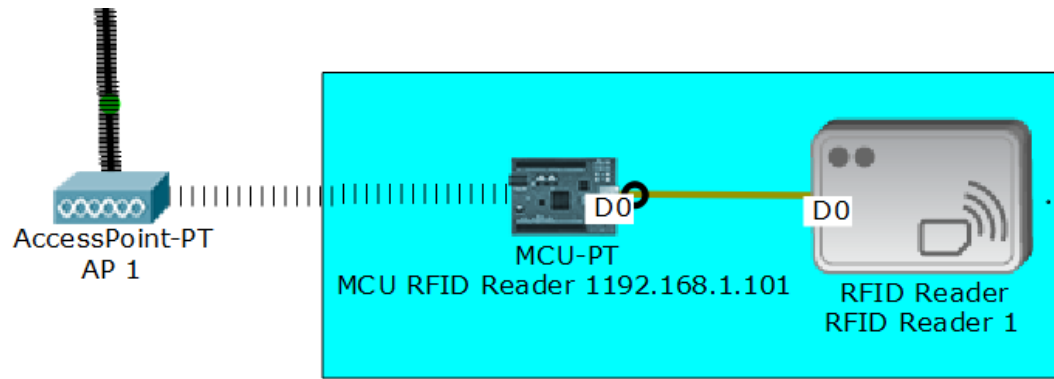 AccessPoint-PT
AP 1
D0
MCU-PT
MCU RFID Reader 1192.168.1.101
D0
RFID Reader
RFID Reader 1